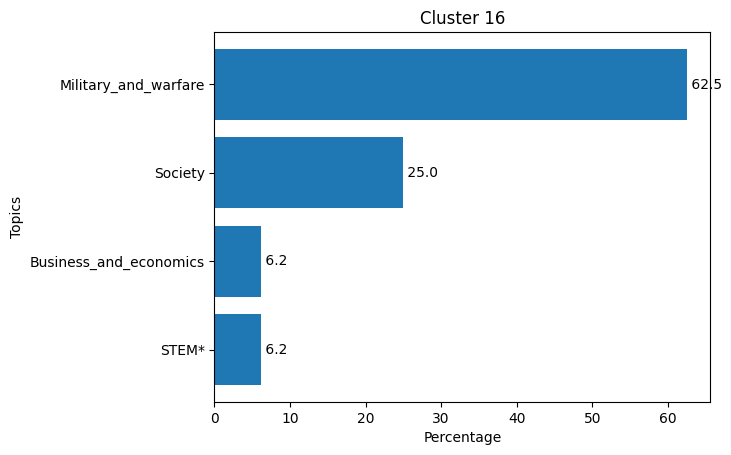 Cluster 16
Topics
Military_and_warfare
62.5
Society
25.0
Business_and_economics
6.2
STEM*
6.2
0 10 20 30 40 50 60
Percentage